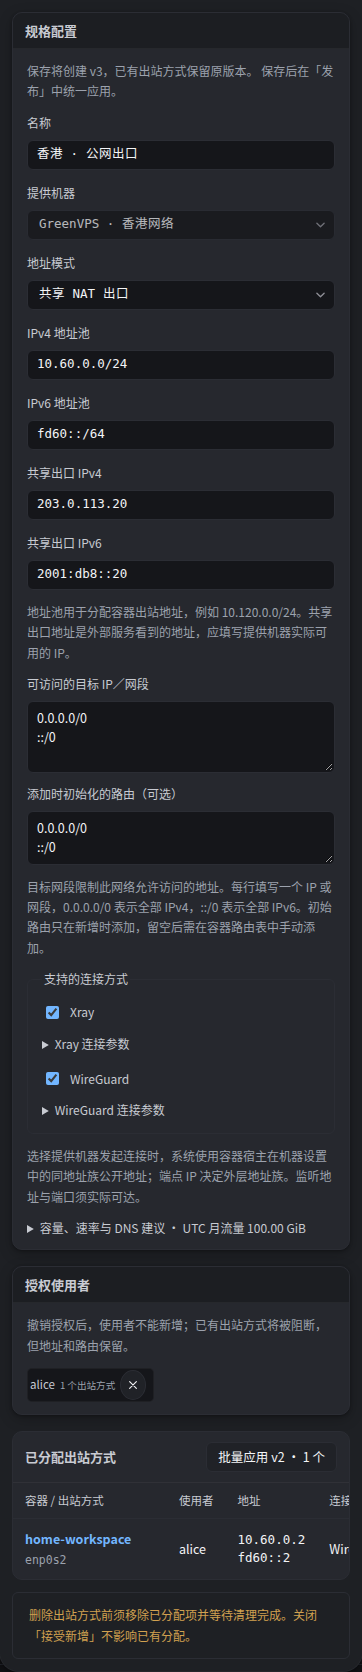 规格配置
保存将创建 v3，已有出站方式保留原版本。 保存后在「发
布」中统一应用。
名称
香港 · 公网出口
提供机器
GreenVPS · 香港网络
地址模式
共享 NAT 出口
IPv4 地址池
10.60.0.0/24
IPv6 地址池
fd60::/64
共享出口 IPv4
203.0.113.20
共享出口 IPv6
2001:db8::20
地址池用于分配容器出站地址，例如 10.120.0.0/24。共享
出口地址是外部服务看到的地址，应填写提供机器实际可
用的 IP。
可访问的目标 IP／网段
0.0.0.0/0
::/0
添加时初始化的路由（可选）
0.0.0.0/0
::/0
目标网段限制此网络允许访问的地址。每行填写一个 IP 或
网段，0.0.0.0/0 表示全部 IPv4，::/0 表示全部 IPv6。初始
路由只在新增时添加，留空后需在容器路由表中手动添
加。
支持的连接方式
Xray
▶ Xray 连接参数
WireGuard
▶ WireGuard 连接参数
选择提供机器发起连接时，系统使用容器宿主在机器设置
中的同地址族公开地址；端点 IP 决定外层地址族。监听地
址与端口须实际可达。
▶ 容量、速率与 DNS 建议 · UTC 月流量 100.00 GiB
授权使用者
撤销授权后，使用者不能新增；已有出站方式将被阻断，
但地址和路由保留。
alice 1 个出站方式 ×
已分配出站方式 批量应用 v2 · 1 个
容器 / 出站方式 使用者 地址 连接
home-workspace
enp0s2
alice
10.60.0.2
fd60::2
Wir
删除出站方式前须移除已分配项并等待清理完成。关闭
「接受新增」不影响已有分配。